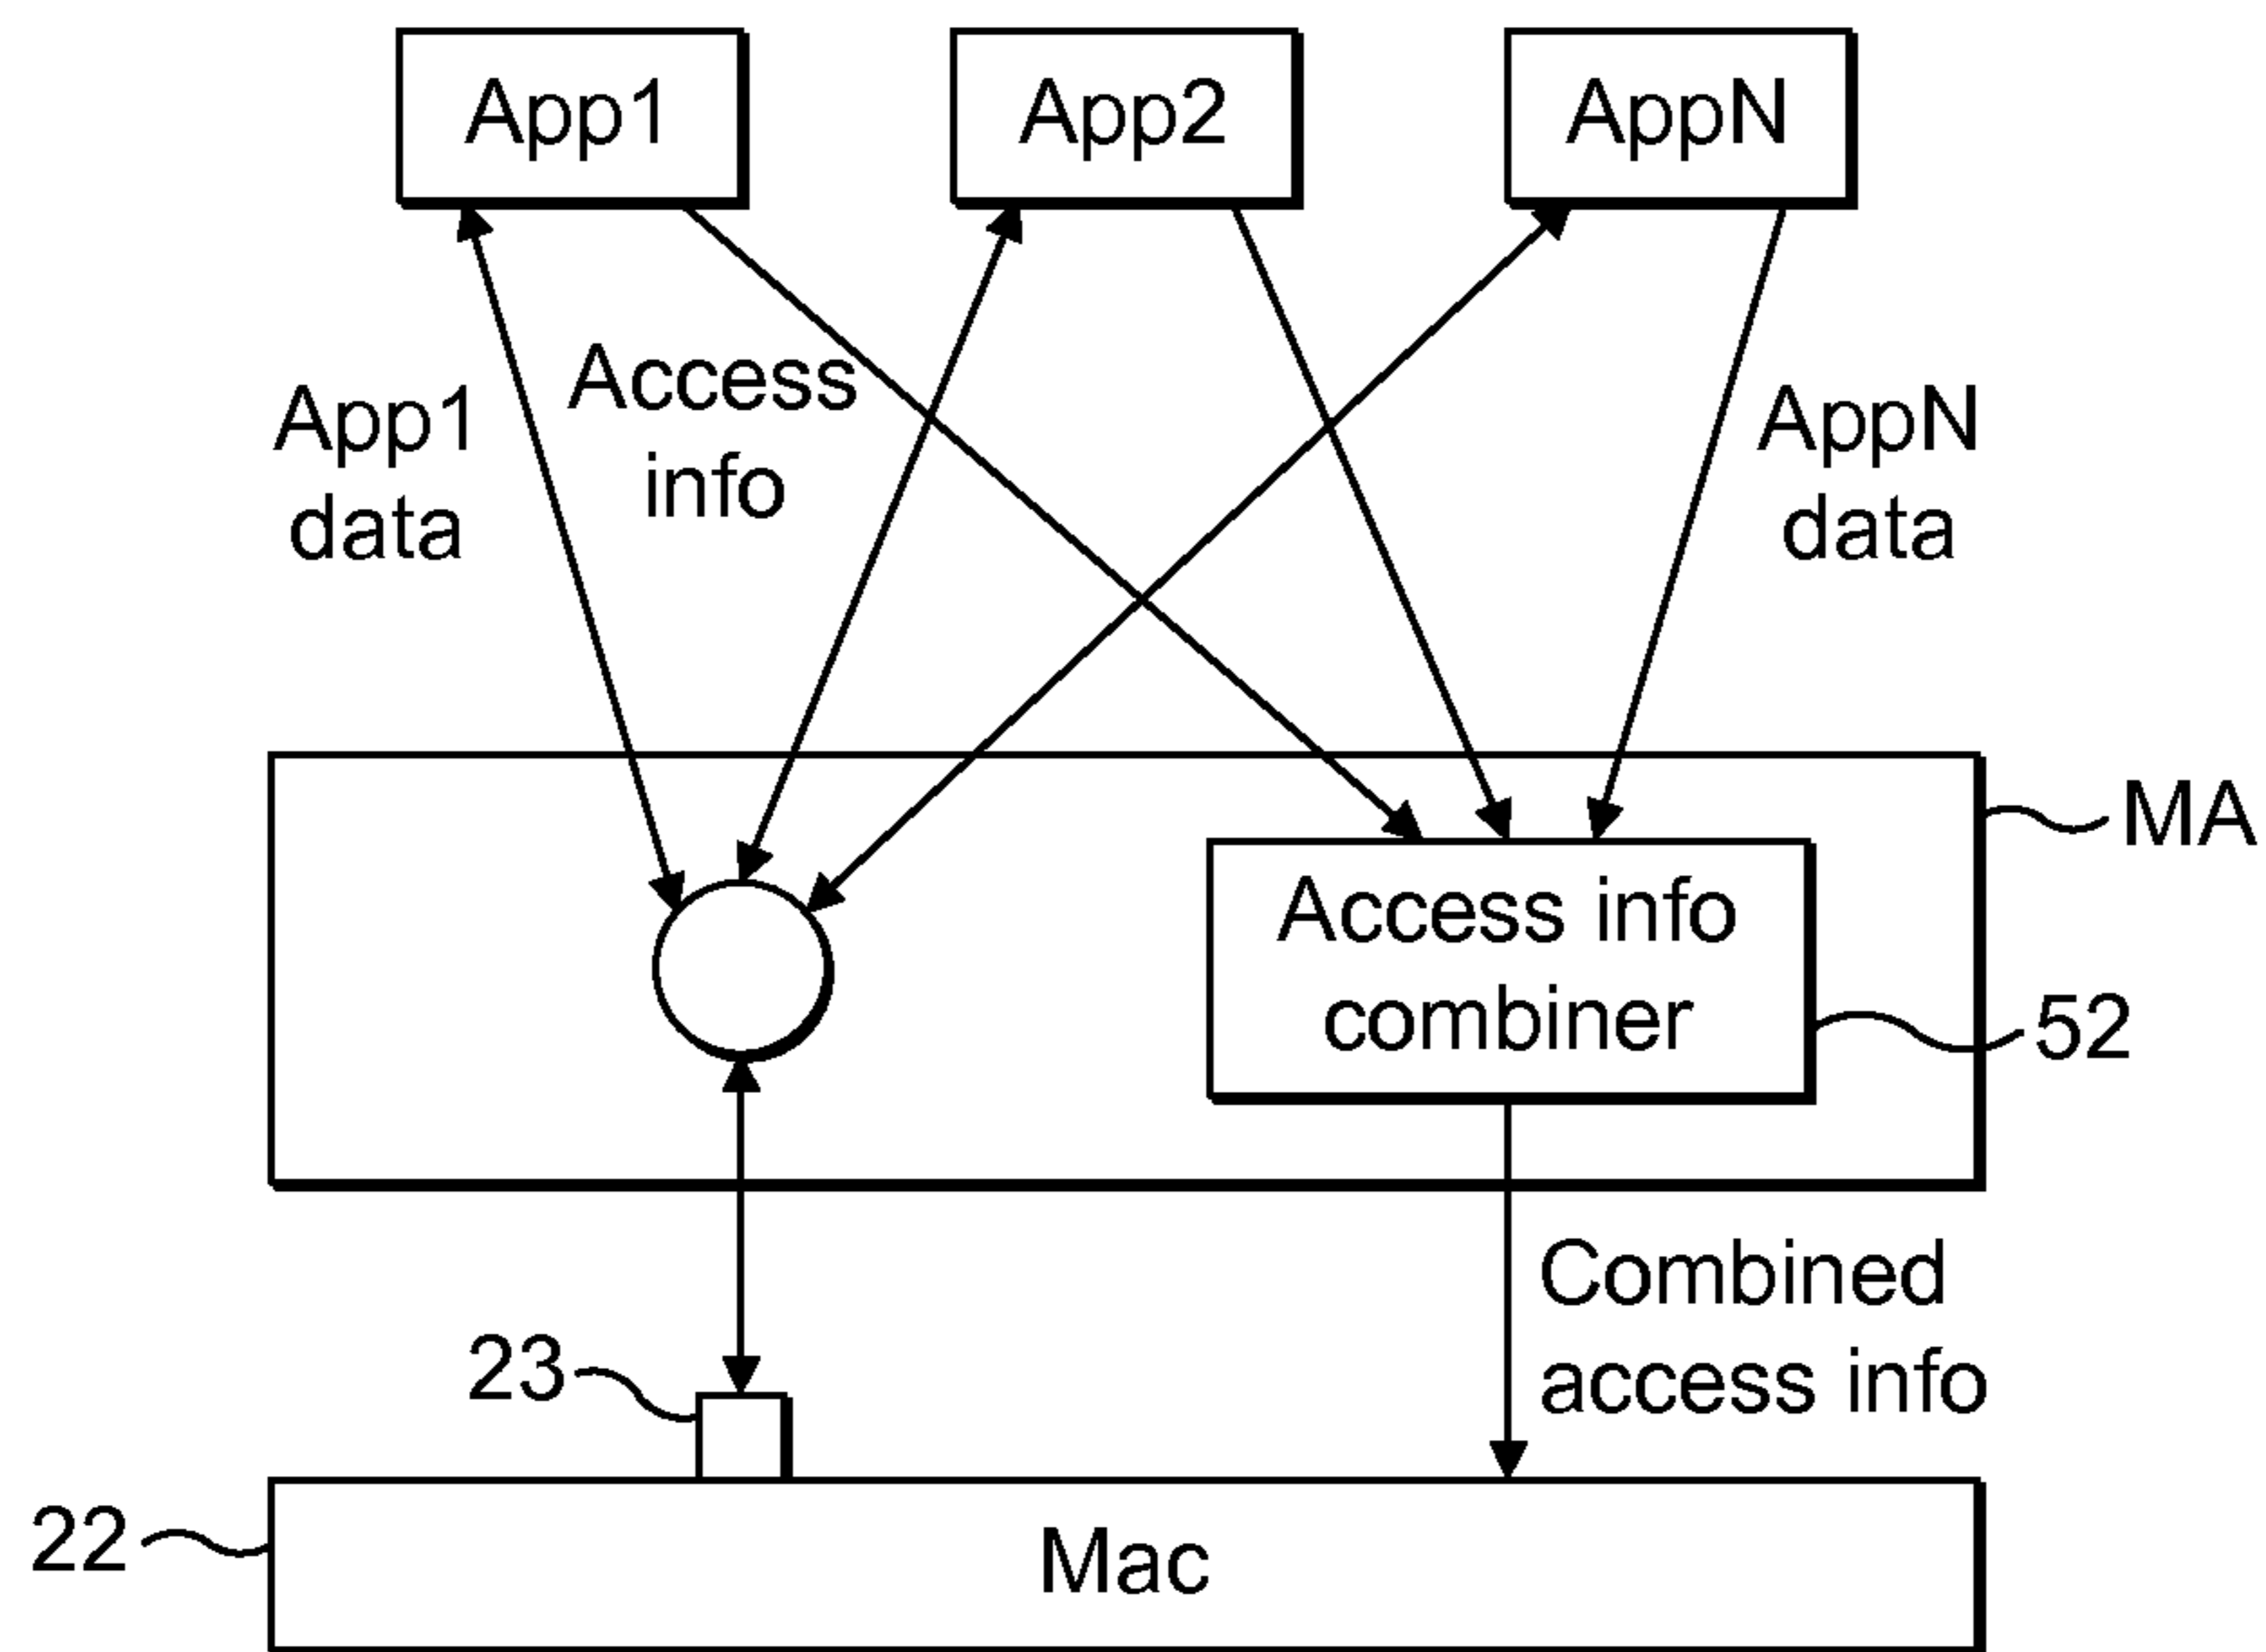 App1
App2
AppN
App1
data
Access
info
AppN
data
MA
Access info
combiner
52
Combined
access info
23
22
Mac